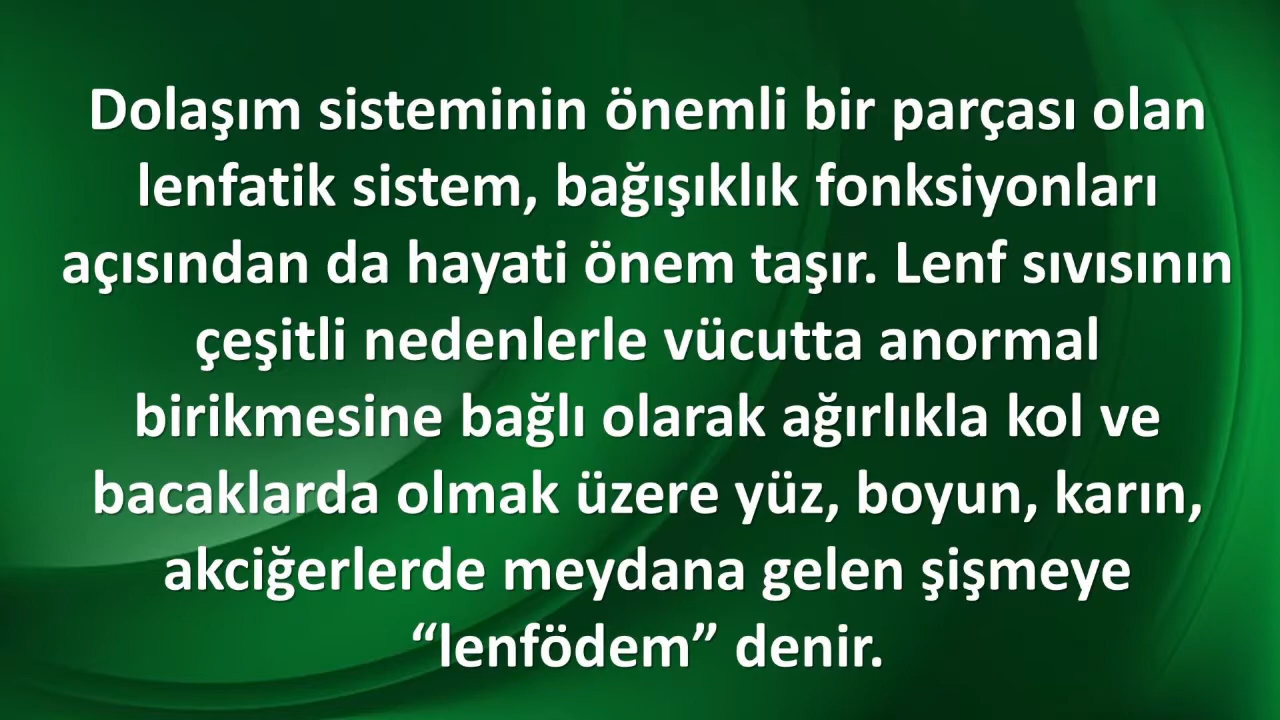 Dolaşım sisteminin önemli bir parçası olan
lenfatik sistem, bağışıklık fonksiyonları
açısından da hayati önem taşır. Lenf sıvısının
çeşitli nedenlerle vücutta anormal
birikmesine bağlı olarak ağırlıkla kol ve
bacaklarda olmak üzere yüz, boyun, karın,
akciğerlerde meydana gelen şişmeye
“lenfödem” denir.